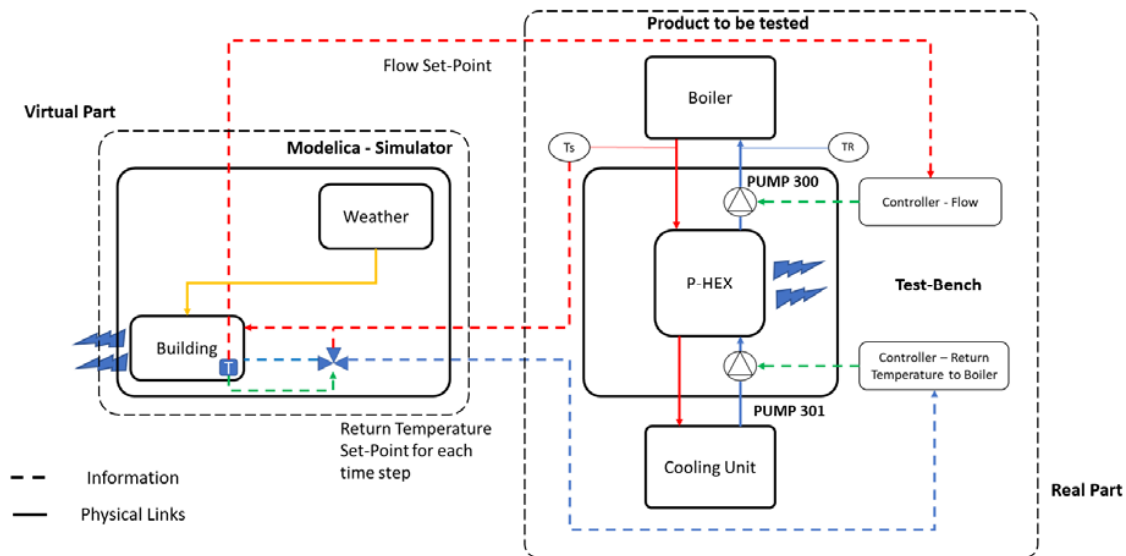 Product to be tested
Flow Set-Point
Boiler
Virtual Part
Modelica - Simulator
Ts
TR
PUMP 300
Weather
Controller - Flow
P-HEX
Test-Bench
Building
T
Controller – Return
Temperature to Boiler
PUMP 301
Return Temperature
Set-Point for each
time step
Cooling Unit
Information
Real Part
Physical Links